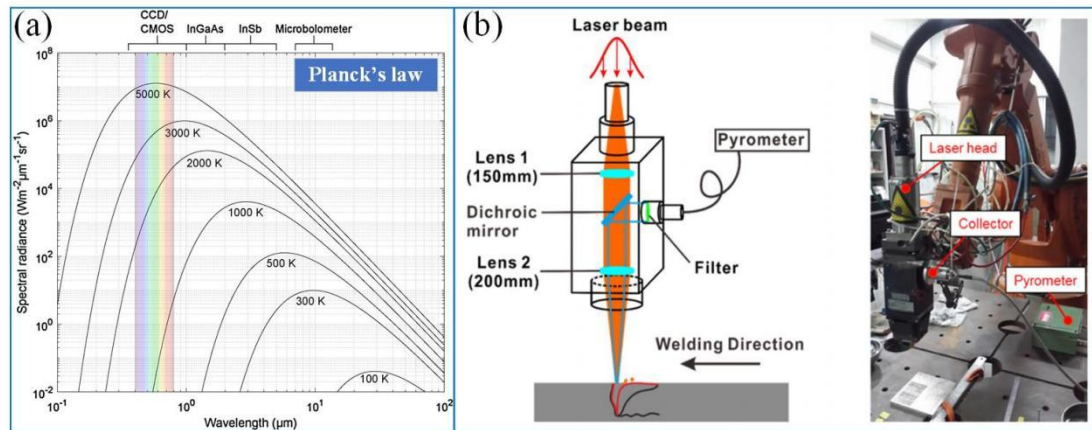 (a)
CCD/
CMOS
InGaAs
InSb
Microbolometer
Planck's law
10⁸
10⁶
10⁴
10²
10⁰
10⁻²
10⁻¹
10⁰
10¹
10²
Spectral radiance (Wm⁻²µm⁻¹sr⁻¹)
Wavelength (µm)
5000 K
3000 K
2000 K
1000 K
500 K
300 K
100 K
(b)
Laser beam
Pyrometer
Lens 1
(150mm)
Dichroic
mirror
Filter
Lens 2
(200mm)
Welding Direction
Laser head
Collector
Pyrometer